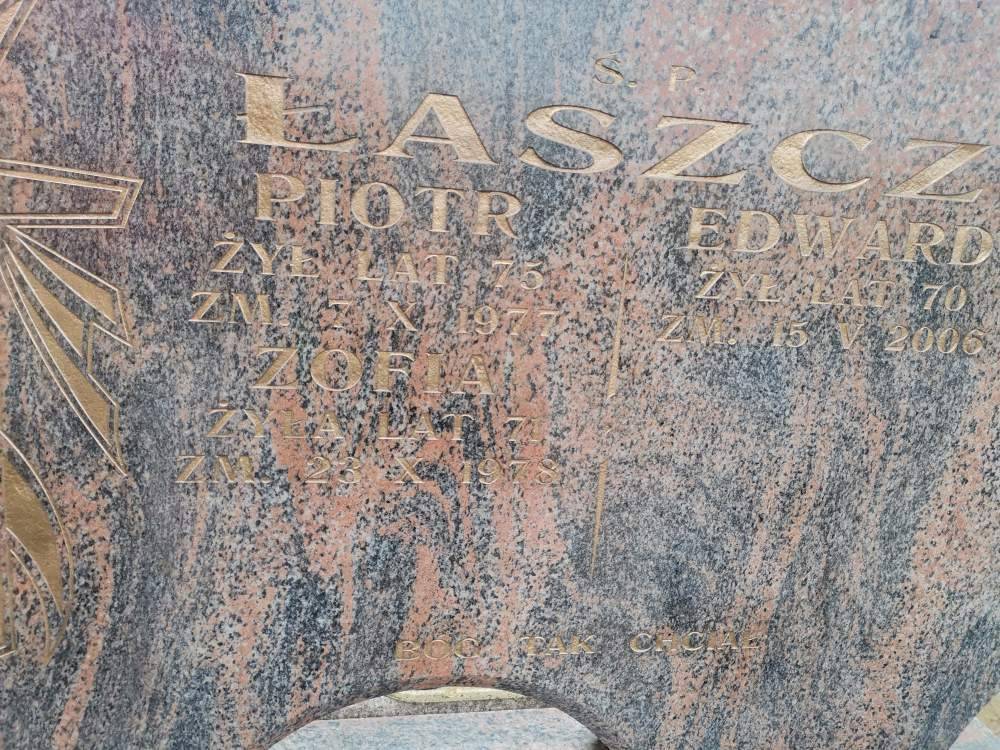 Ś. P.
ŁASZCZ
PIOTR
ŻYŁ LAT 75
ZM. 7 X 1977
ZOFIA
ŻYŁA LAT 71
ZM. 23 X 1978
EDWARD
ŻYŁ LAT 70
ZM. 15 V 2006
BÓG TAK CHCIAŁ